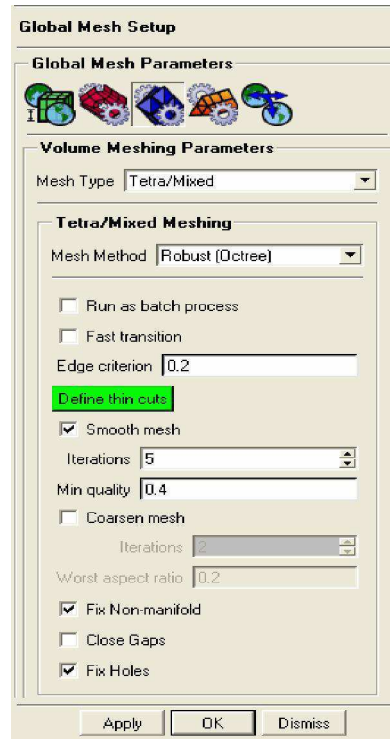 Global Mesh Setup
Global Mesh Parameters
I
Volume Meshing Parameters
Mesh Type Tetra/Mixed
Tetra/Mixed Meshing
Mesh Method Robust (Octree)
Run as batch process
Fast transition
Edge criterion 0.2
Define thin cuts
Smooth mesh
Iterations 5
Min quality 0.4
Coarsen mesh
Iterations 2
Worst aspect ratio 0.2
Fix Non-manifold
Close Gaps
Fix Holes
Apply OK Dismiss